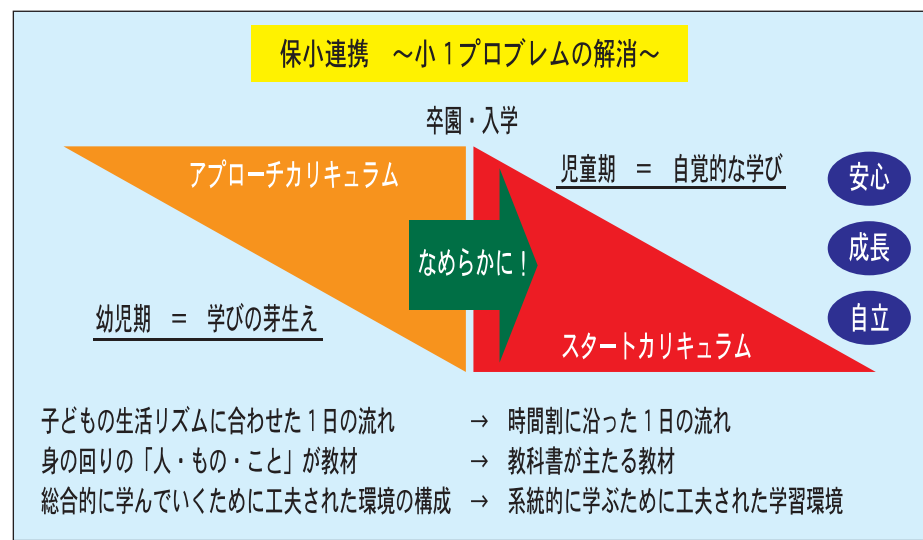 保小連携　～小１プロブレムの解消～
卒園・入学
アプローチカリキュラム
児童期　＝　自覚的な学び
安心
成長
自立
なめらかに！
幼児期　＝　学びの芽生え
スタートカリキュラム
子どもの生活リズムに合わせた１日の流れ　→　時間割に沿った１日の流れ
身の回りの「人・もの・こと」が教材　→　教科書が主たる教材
総合的に学んでいくために工夫された環境の構成　→　系統的に学ぶために工夫された学習環境